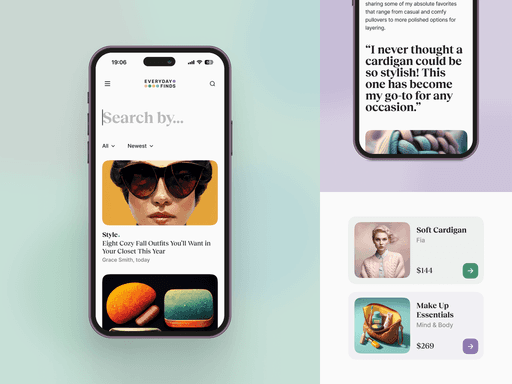 19:06
EVERYDAY
FINDS
Search by...
All
Newest
Style.
Eight Cozy Fall Outfits You'll Want in
Your Closet This Year
Grace Smith, today
sharing some of my absolute favorites
that range from casual and comfy
pullovers to more polished options for
layering.
“I never thought a
cardigan could be
so stylish! This
one has become
my go-to for any
occasion.”
Soft Cardigan
Fia
$144
Make Up
Essentials
Mind & Body
$269